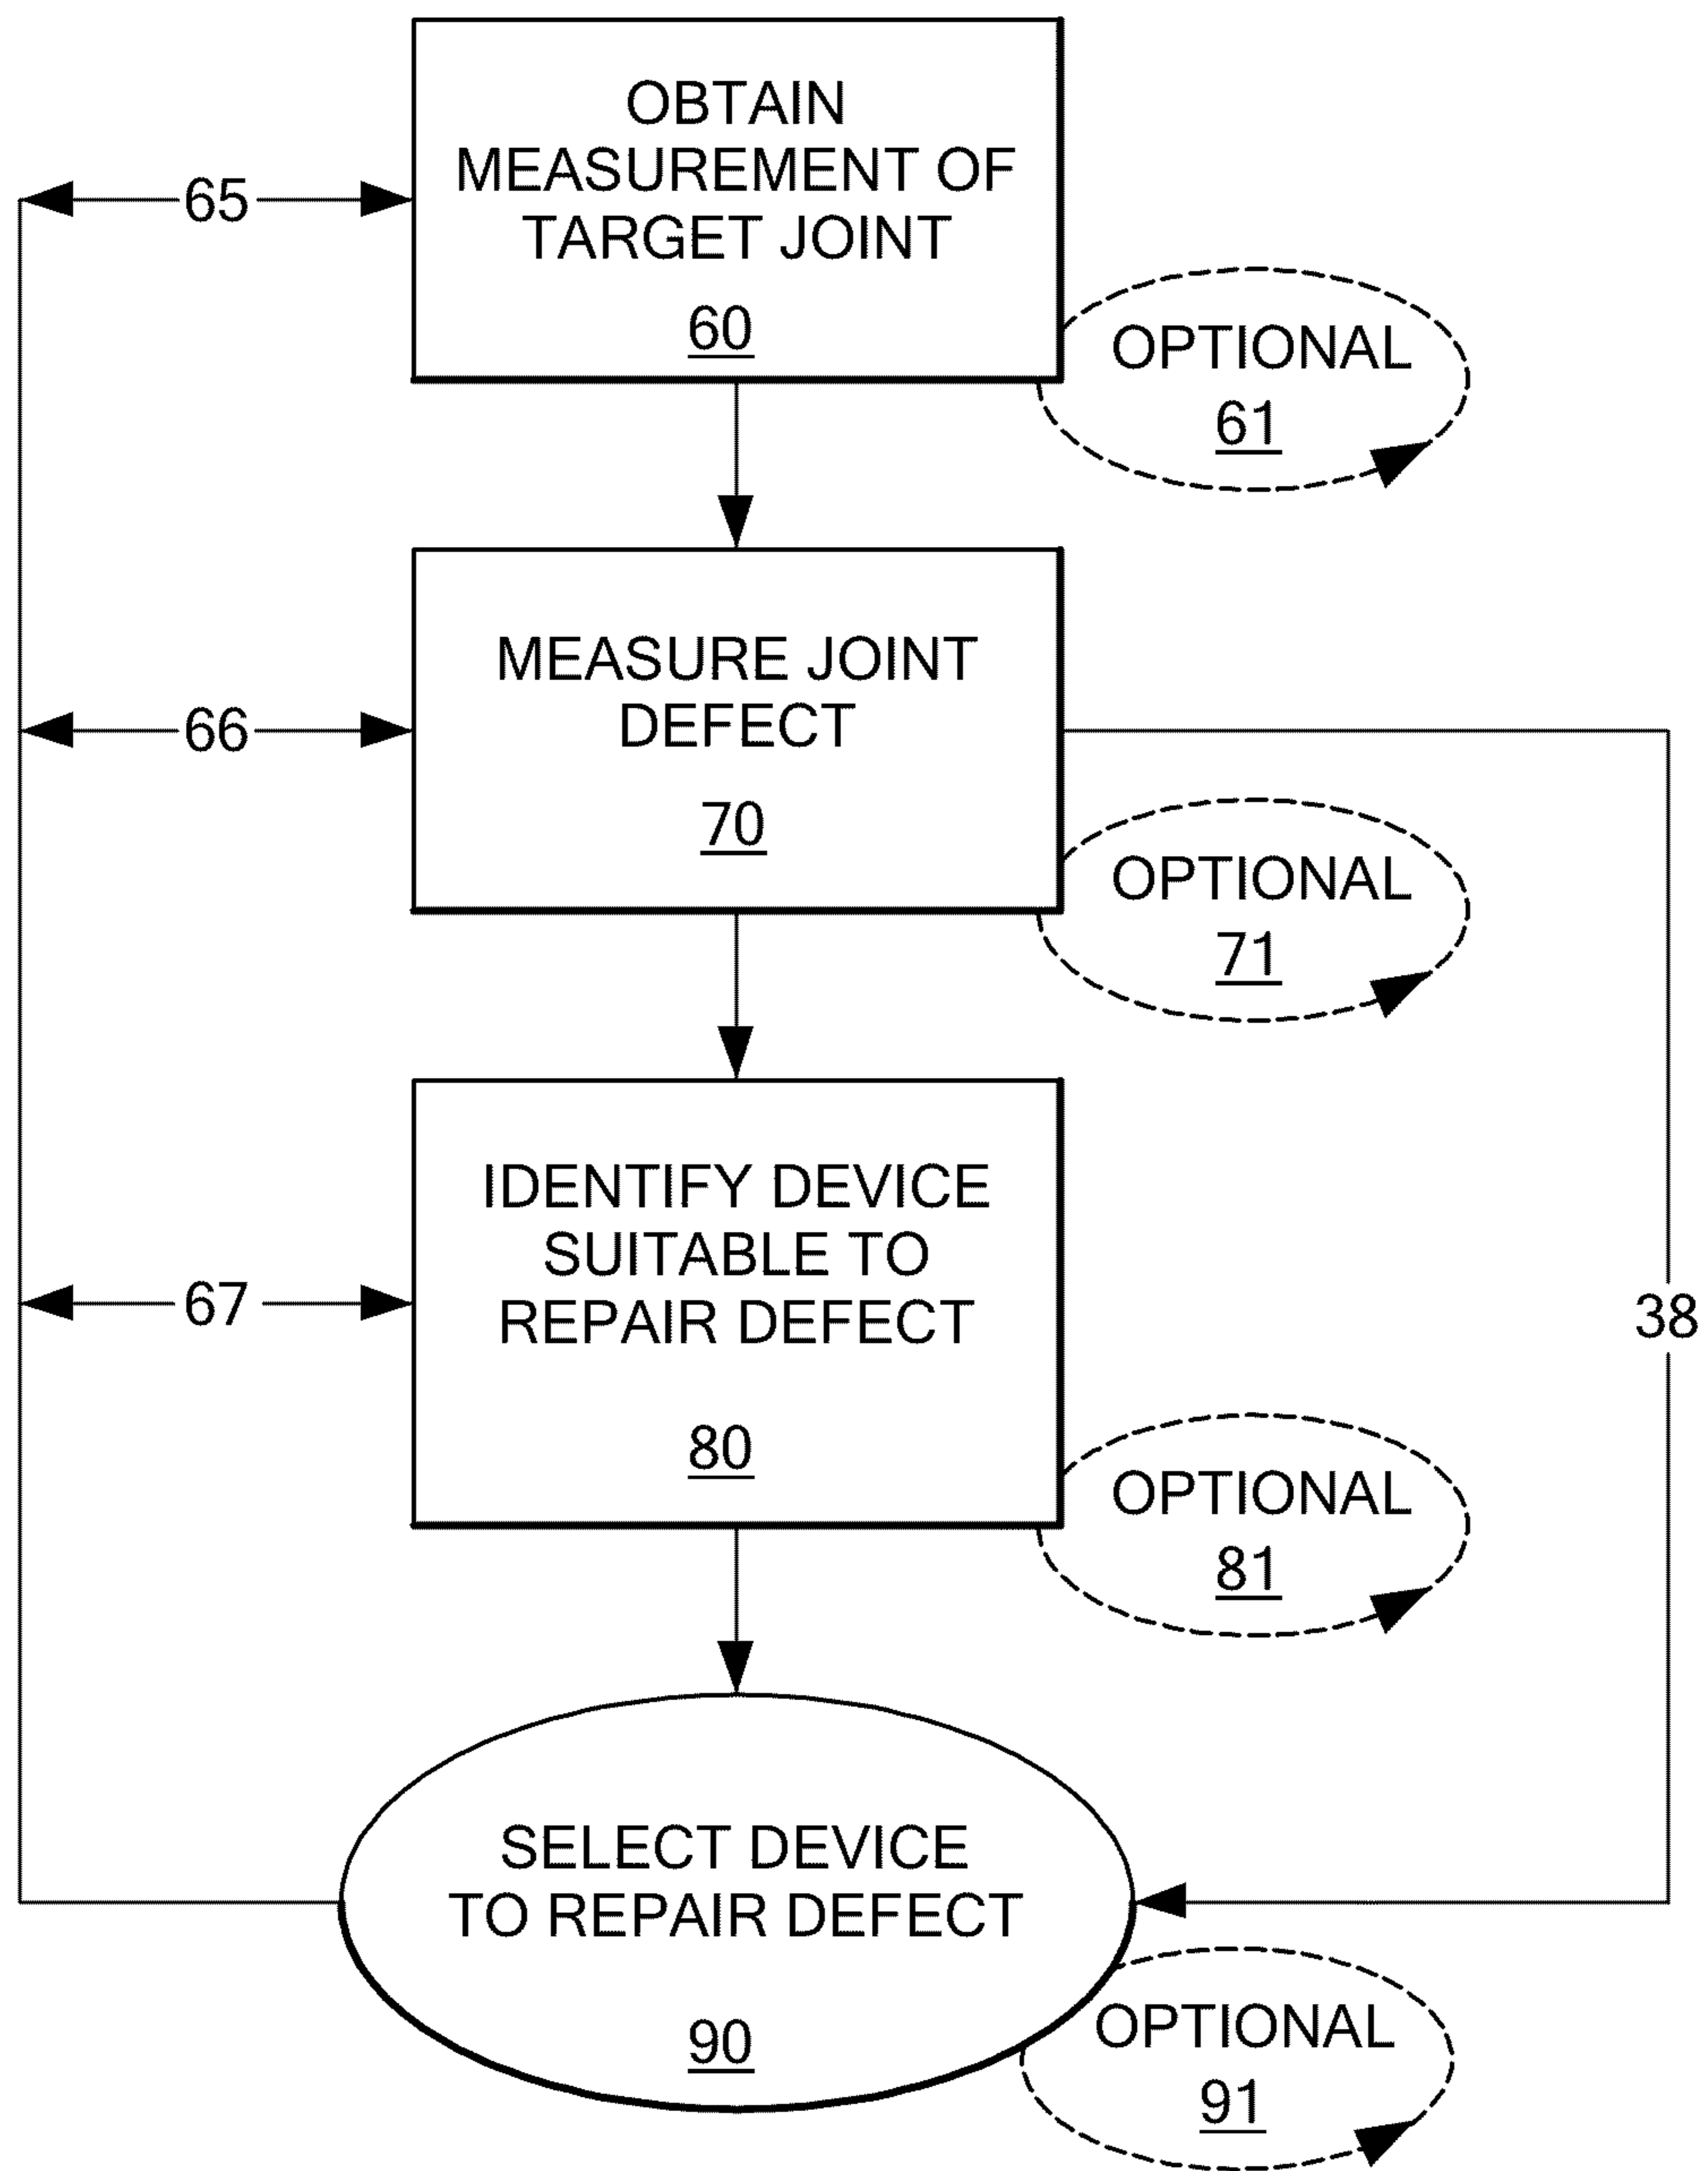 OBTAIN
MEASUREMENT OF
TARGET JOINT
60
65
OPTIONAL
61
MEASURE JOINT
DEFECT
70
66
OPTIONAL
71
IDENTIFY DEVICE
SUITABLE TO
REPAIR DEFECT
80
67
38
OPTIONAL
81
SELECT DEVICE
TO REPAIR DEFECT
90
OPTIONAL
91